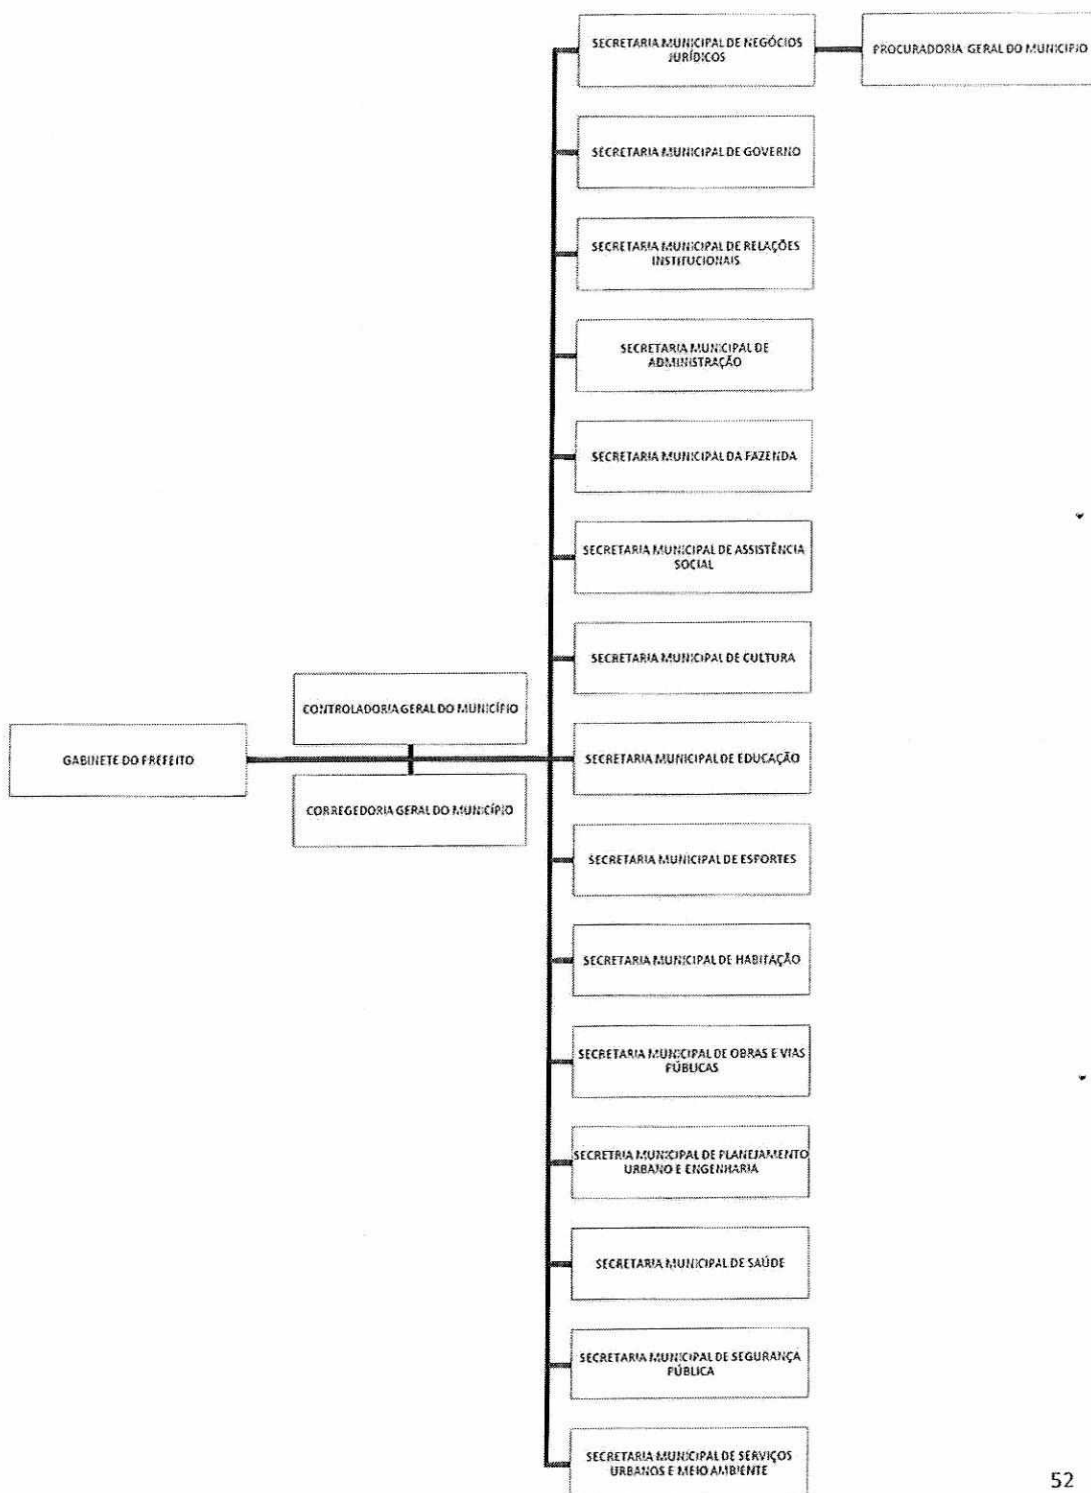 SECRETARIA MUNICIPAL DE NEGÓCIOS
JURÍDICOS
PROCURADORIA GERAL DO MUNICIPIO
SECRETARIA MUNICIPAL DE GOVERNO
SECRETARIA MUNICIPAL DE RELAÇÕES
INSTITUCIONAIS
SECRETARIA MUNICIPAL DE
ADMINISTRAÇÃO
SECRETARIA MUNICIPAL DA FAZENDA
SECRETARIA MUNICIPAL DE ASSISTÊNCIA
SOCIAL
SECRETARIA MUNICIPAL DE CULTURA
CONTROLADORIA GERAL DO MUNICÍPIO
GABINETE DO PREFEITO
SECRETARIA MUNICIPAL DE EDUCAÇÃO
CORREGEDORIA GERAL DO MUNICÍPIO
SECRETARIA MUNICIPAL DE ESPORTES
SECRETARIA MUNICIPAL DE HABITAÇÃO
SECRETARIA MUNICIPAL DE OBRAS E VIAS
PÚBLICAS
SECRETRIA MUNICIPAL DE PLANEJAMENTO
URBANO E ENGENHARIA
SECRETARIA MUNICIPAL DE SAÚDE
SECRETARIA MUNICIPAL DE SEGURANÇA
PÚBLICA
SECRETARIA MUNICIPAL DE SERVIÇOS
URBANOS E MEIO AMBIENTE
52